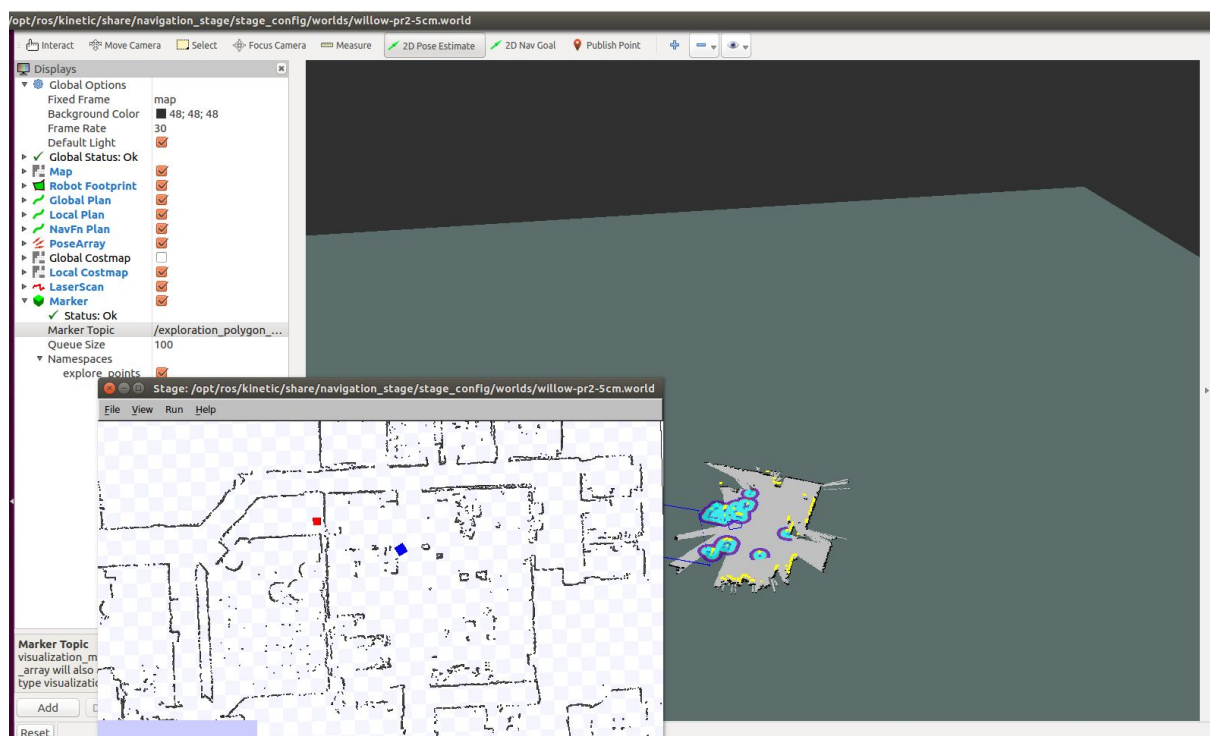 /opt/ros/kinetic/share/navigation_stage/stage_config/worlds/willow-pr2-5cm.world
Interact Move Camera Select Focus Camera Measure 2D Pose Estimate 2D Nav Goal Publish Point
Displays
Global Options
Fixed Frame map
Background Color 48; 48; 48
Frame Rate 30
Default Light
Global Status: Ok
Map
Robot Footprint
Global Plan
Local Plan
NavFn Plan
PoseArray
Global Costmap
Local Costmap
LaserScan
Marker
Status: Ok
Marker Topic /exploration_polygon_...
Queue Size 100
Namespaces
explore_points
Stage: /opt/ros/kinetic/share/navigation_stage/stage_config/worlds/willow-pr2-5cm.world
File View Run Help
Marker Topic
visualization_m
_array will also
type visualizatio
Add
Reset